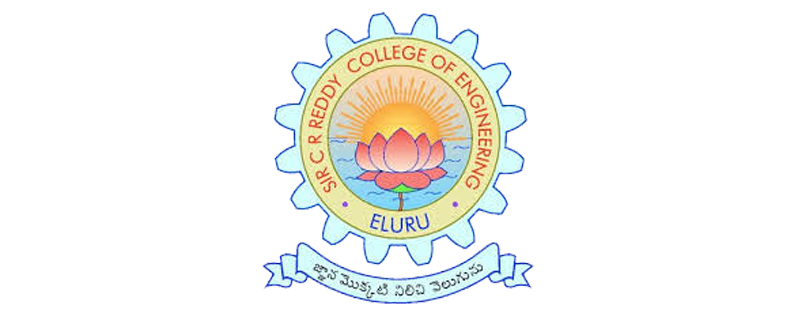 SIR C R REDDY COLLEGE OF ENGINEERING
ELURU
జ్ఞాన మొక్కటి నిలిచి వెలుగును